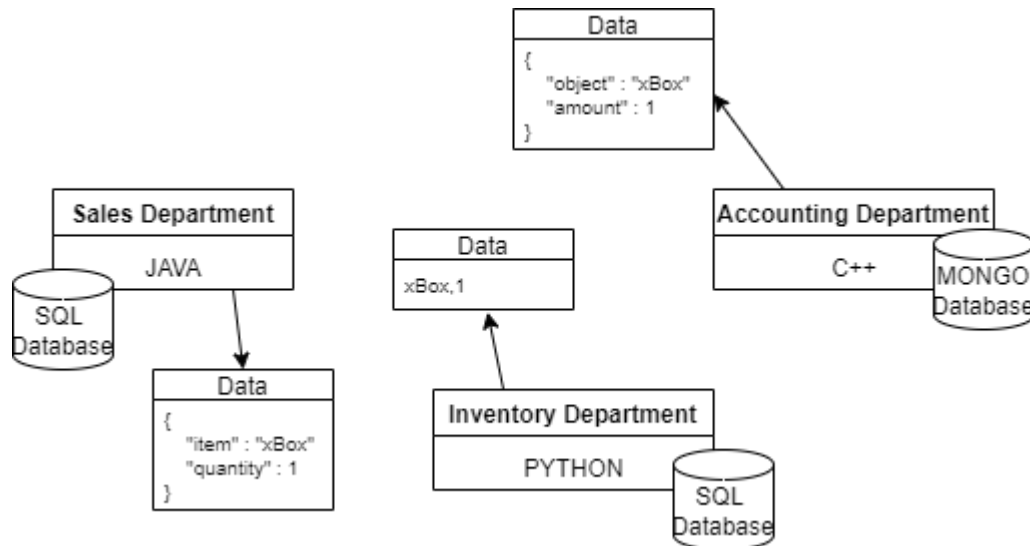 Data
{
"object" : "xBox"
"amount" : 1
}
Sales Department
JAVA
SQL
Database
Data
{
"item" : "xBox"
"quantity" : 1
}
Data
xBox,1
Inventory Department
PYTHON
SQL
Database
Accounting Department
C++
MONGO
Database